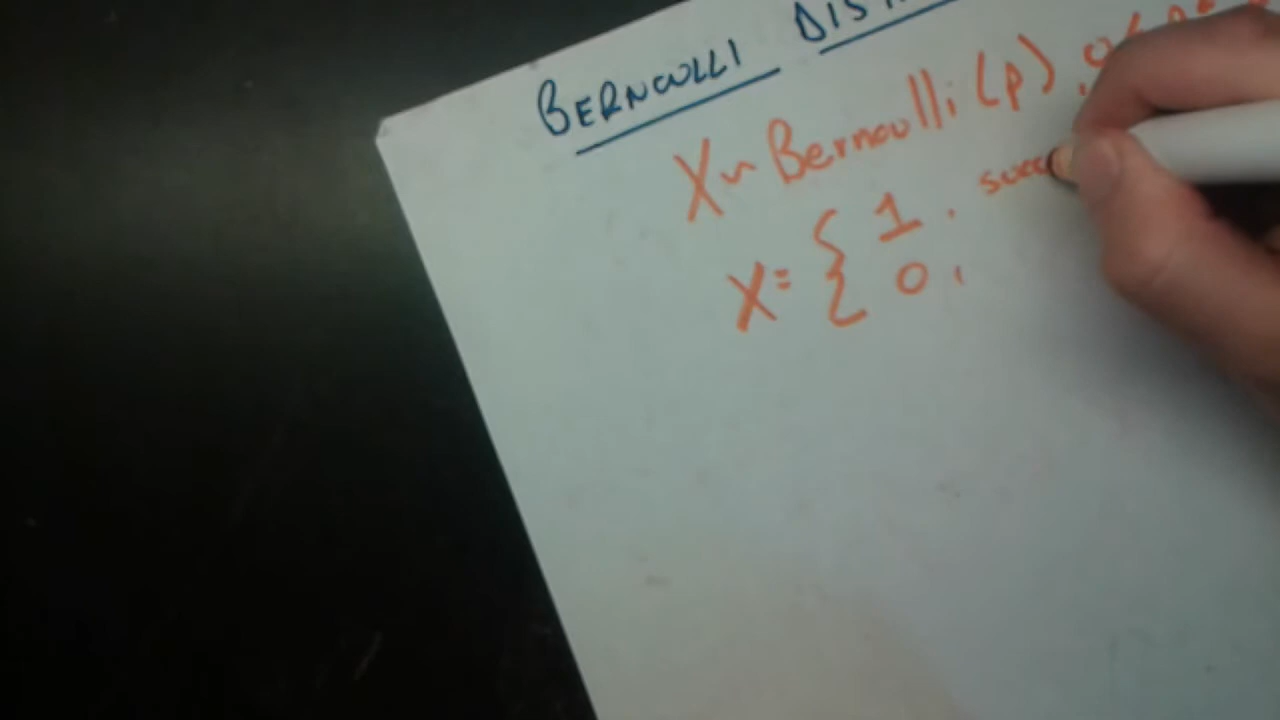 BERNOULLI
X ~ Bernoulli (p) ,
X = { 1 ,
0 ,